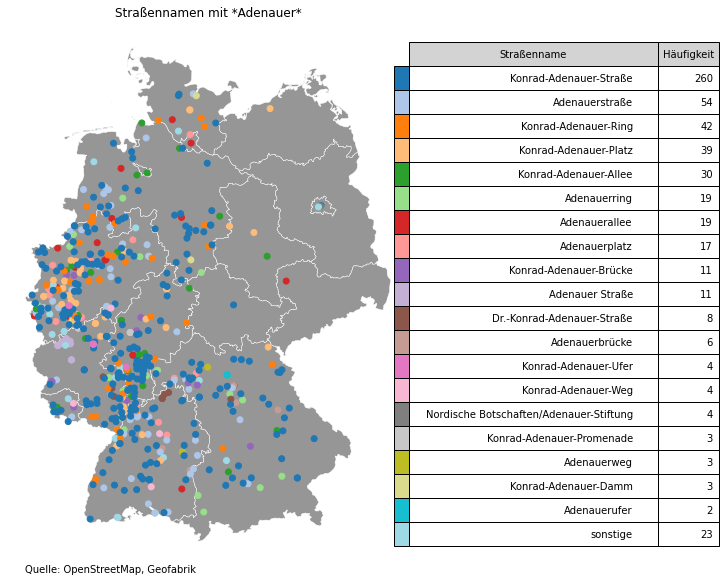 Straßennamen mit *Adenauer*
Straßenname Häufigkeit
Konrad-Adenauer-Straße 260
Adenauerstraße 54
Konrad-Adenauer-Ring 42
Konrad-Adenauer-Platz 39
Konrad-Adenauer-Allee 30
Adenauerring 19
Adenauerallee 19
Adenauerplatz 17
Konrad-Adenauer-Brücke 11
Adenauer Straße 11
Dr.-Konrad-Adenauer-Straße 8
Adenauerbrücke 6
Konrad-Adenauer-Ufer 4
Konrad-Adenauer-Weg 4
Nordische Botschaften/Adenauer-Stiftung 4
Konrad-Adenauer-Promenade 3
Adenauerweg 3
Konrad-Adenauer-Damm 3
Adenauerufer 2
sonstige 23
Quelle: OpenStreetMap, Geofabrik